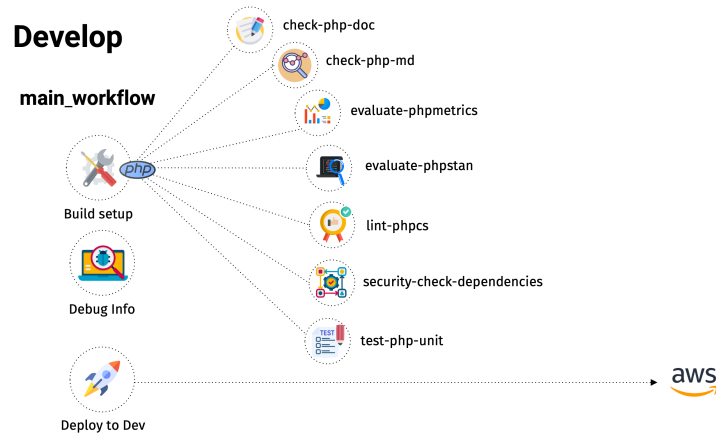 Develop
main_workflow
check-php-doc
check-php-md
evaluate-phpmetrics
evaluate-phpstan
php
Build setup
lint-phpcs
security-check-dependencies
Debug Info
TEST
test-php-unit
aws
Deploy to Dev